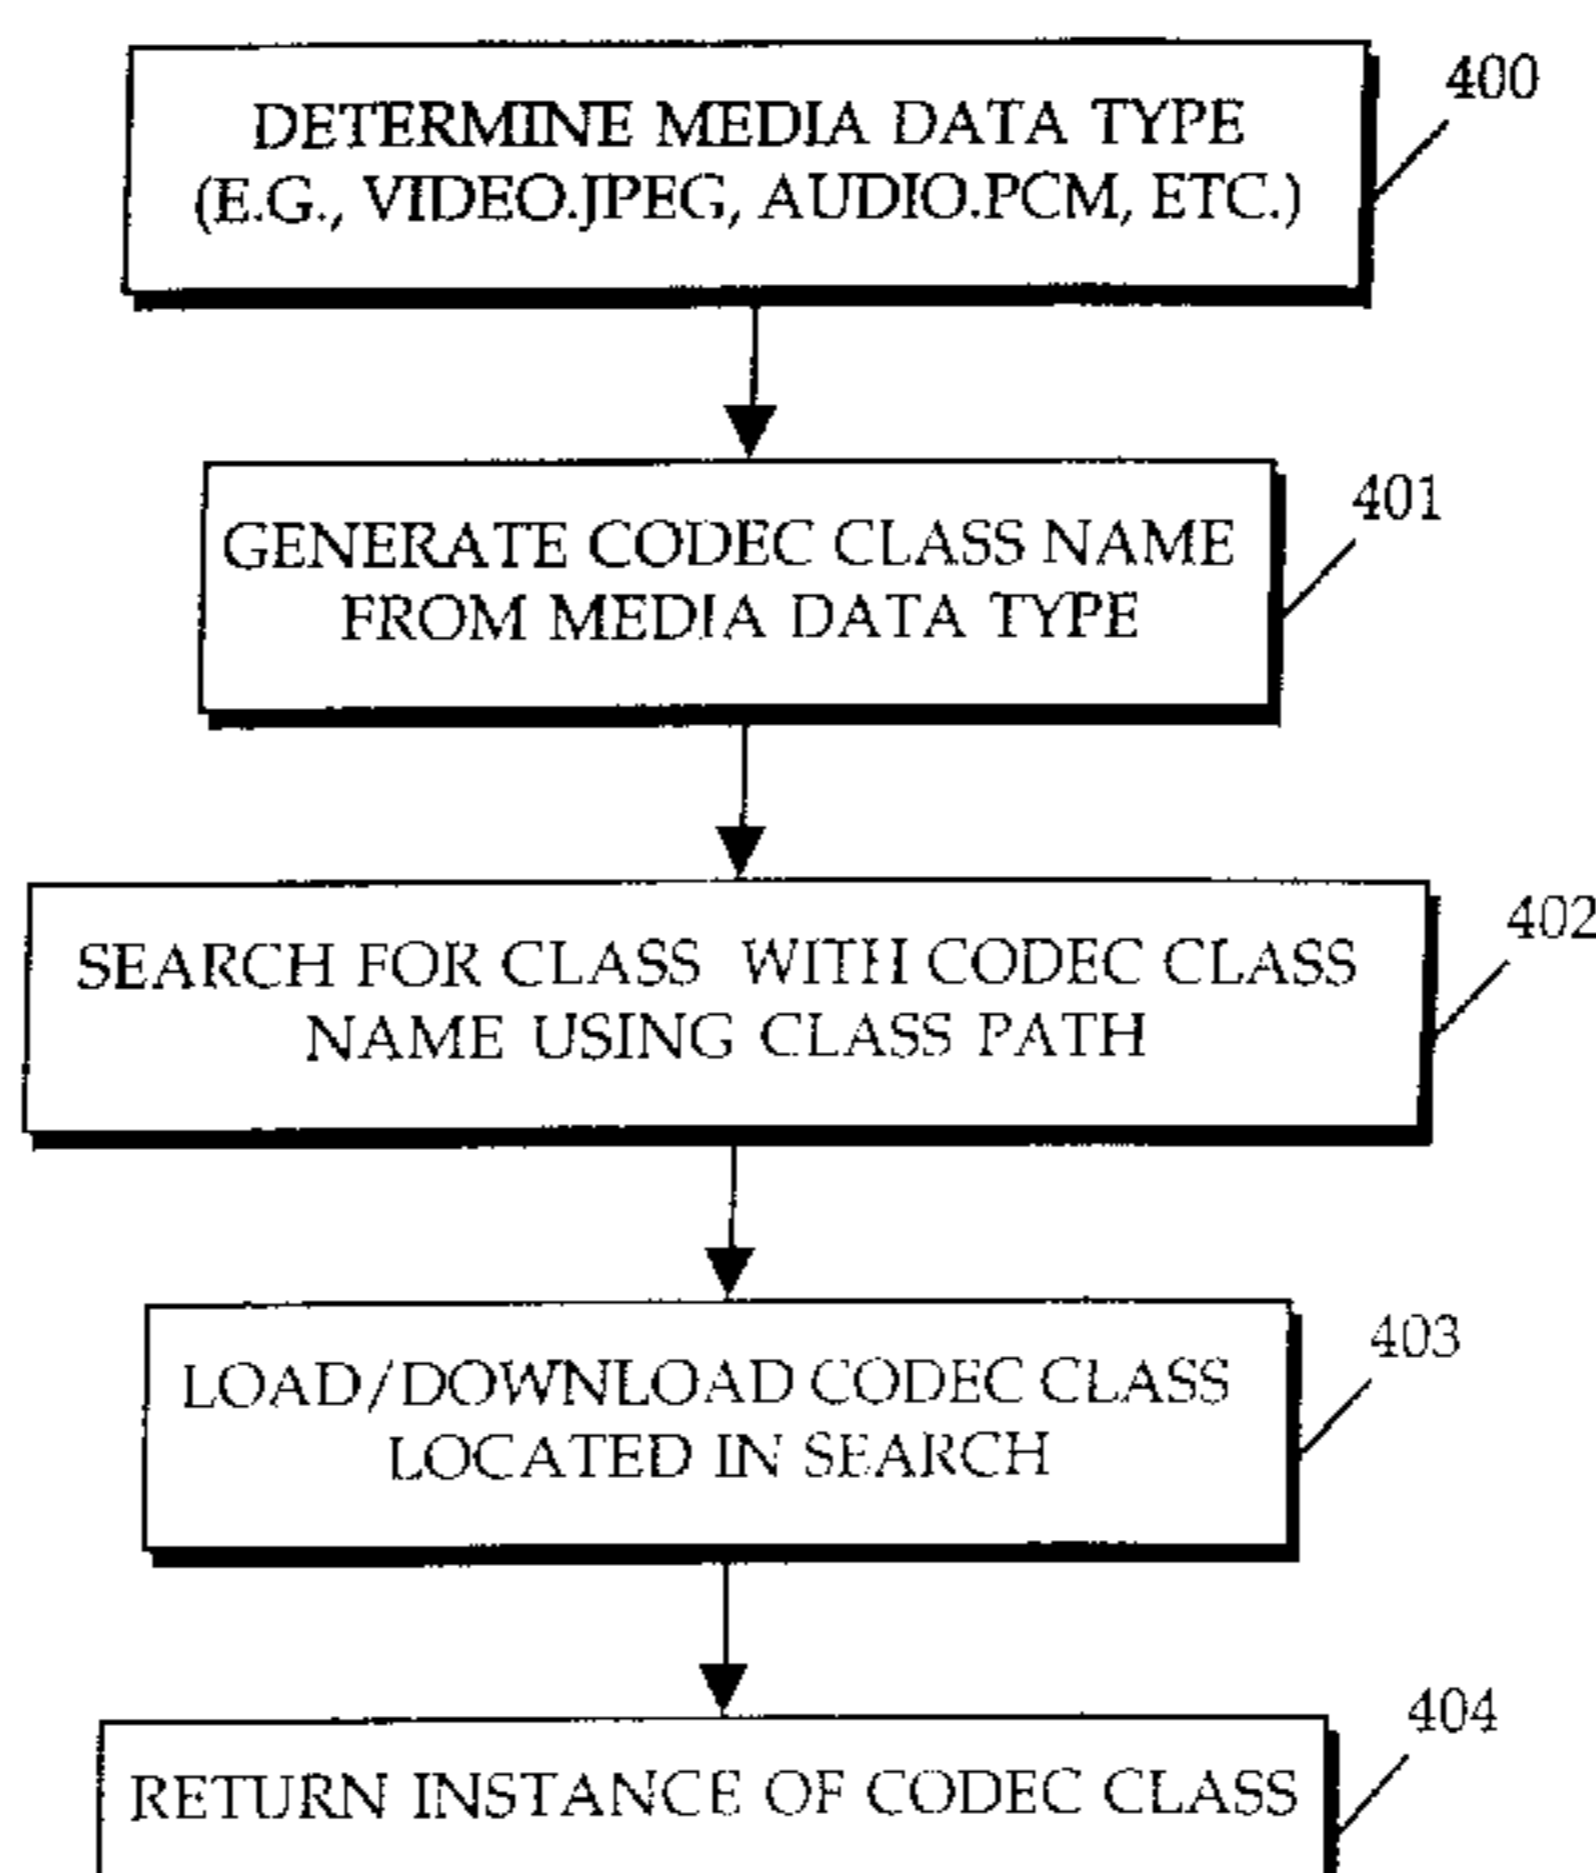 400
DETERMINE MEDIA DATA TYPE
(E.G., VIDEO.JPEG, AUDIO.PCM, ETC.)
401
GENERATE CODEC CLASS NAME
FROM MEDIA DATA TYPE
402
SEARCH FOR CLASS WITH CODEC CLASS
NAME USING CLASS PATH
403
LOAD/DOWNLOAD CODEC CLASS
LOCATED IN SEARCH
404
RETURN INSTANCE OF CODEC CLASS